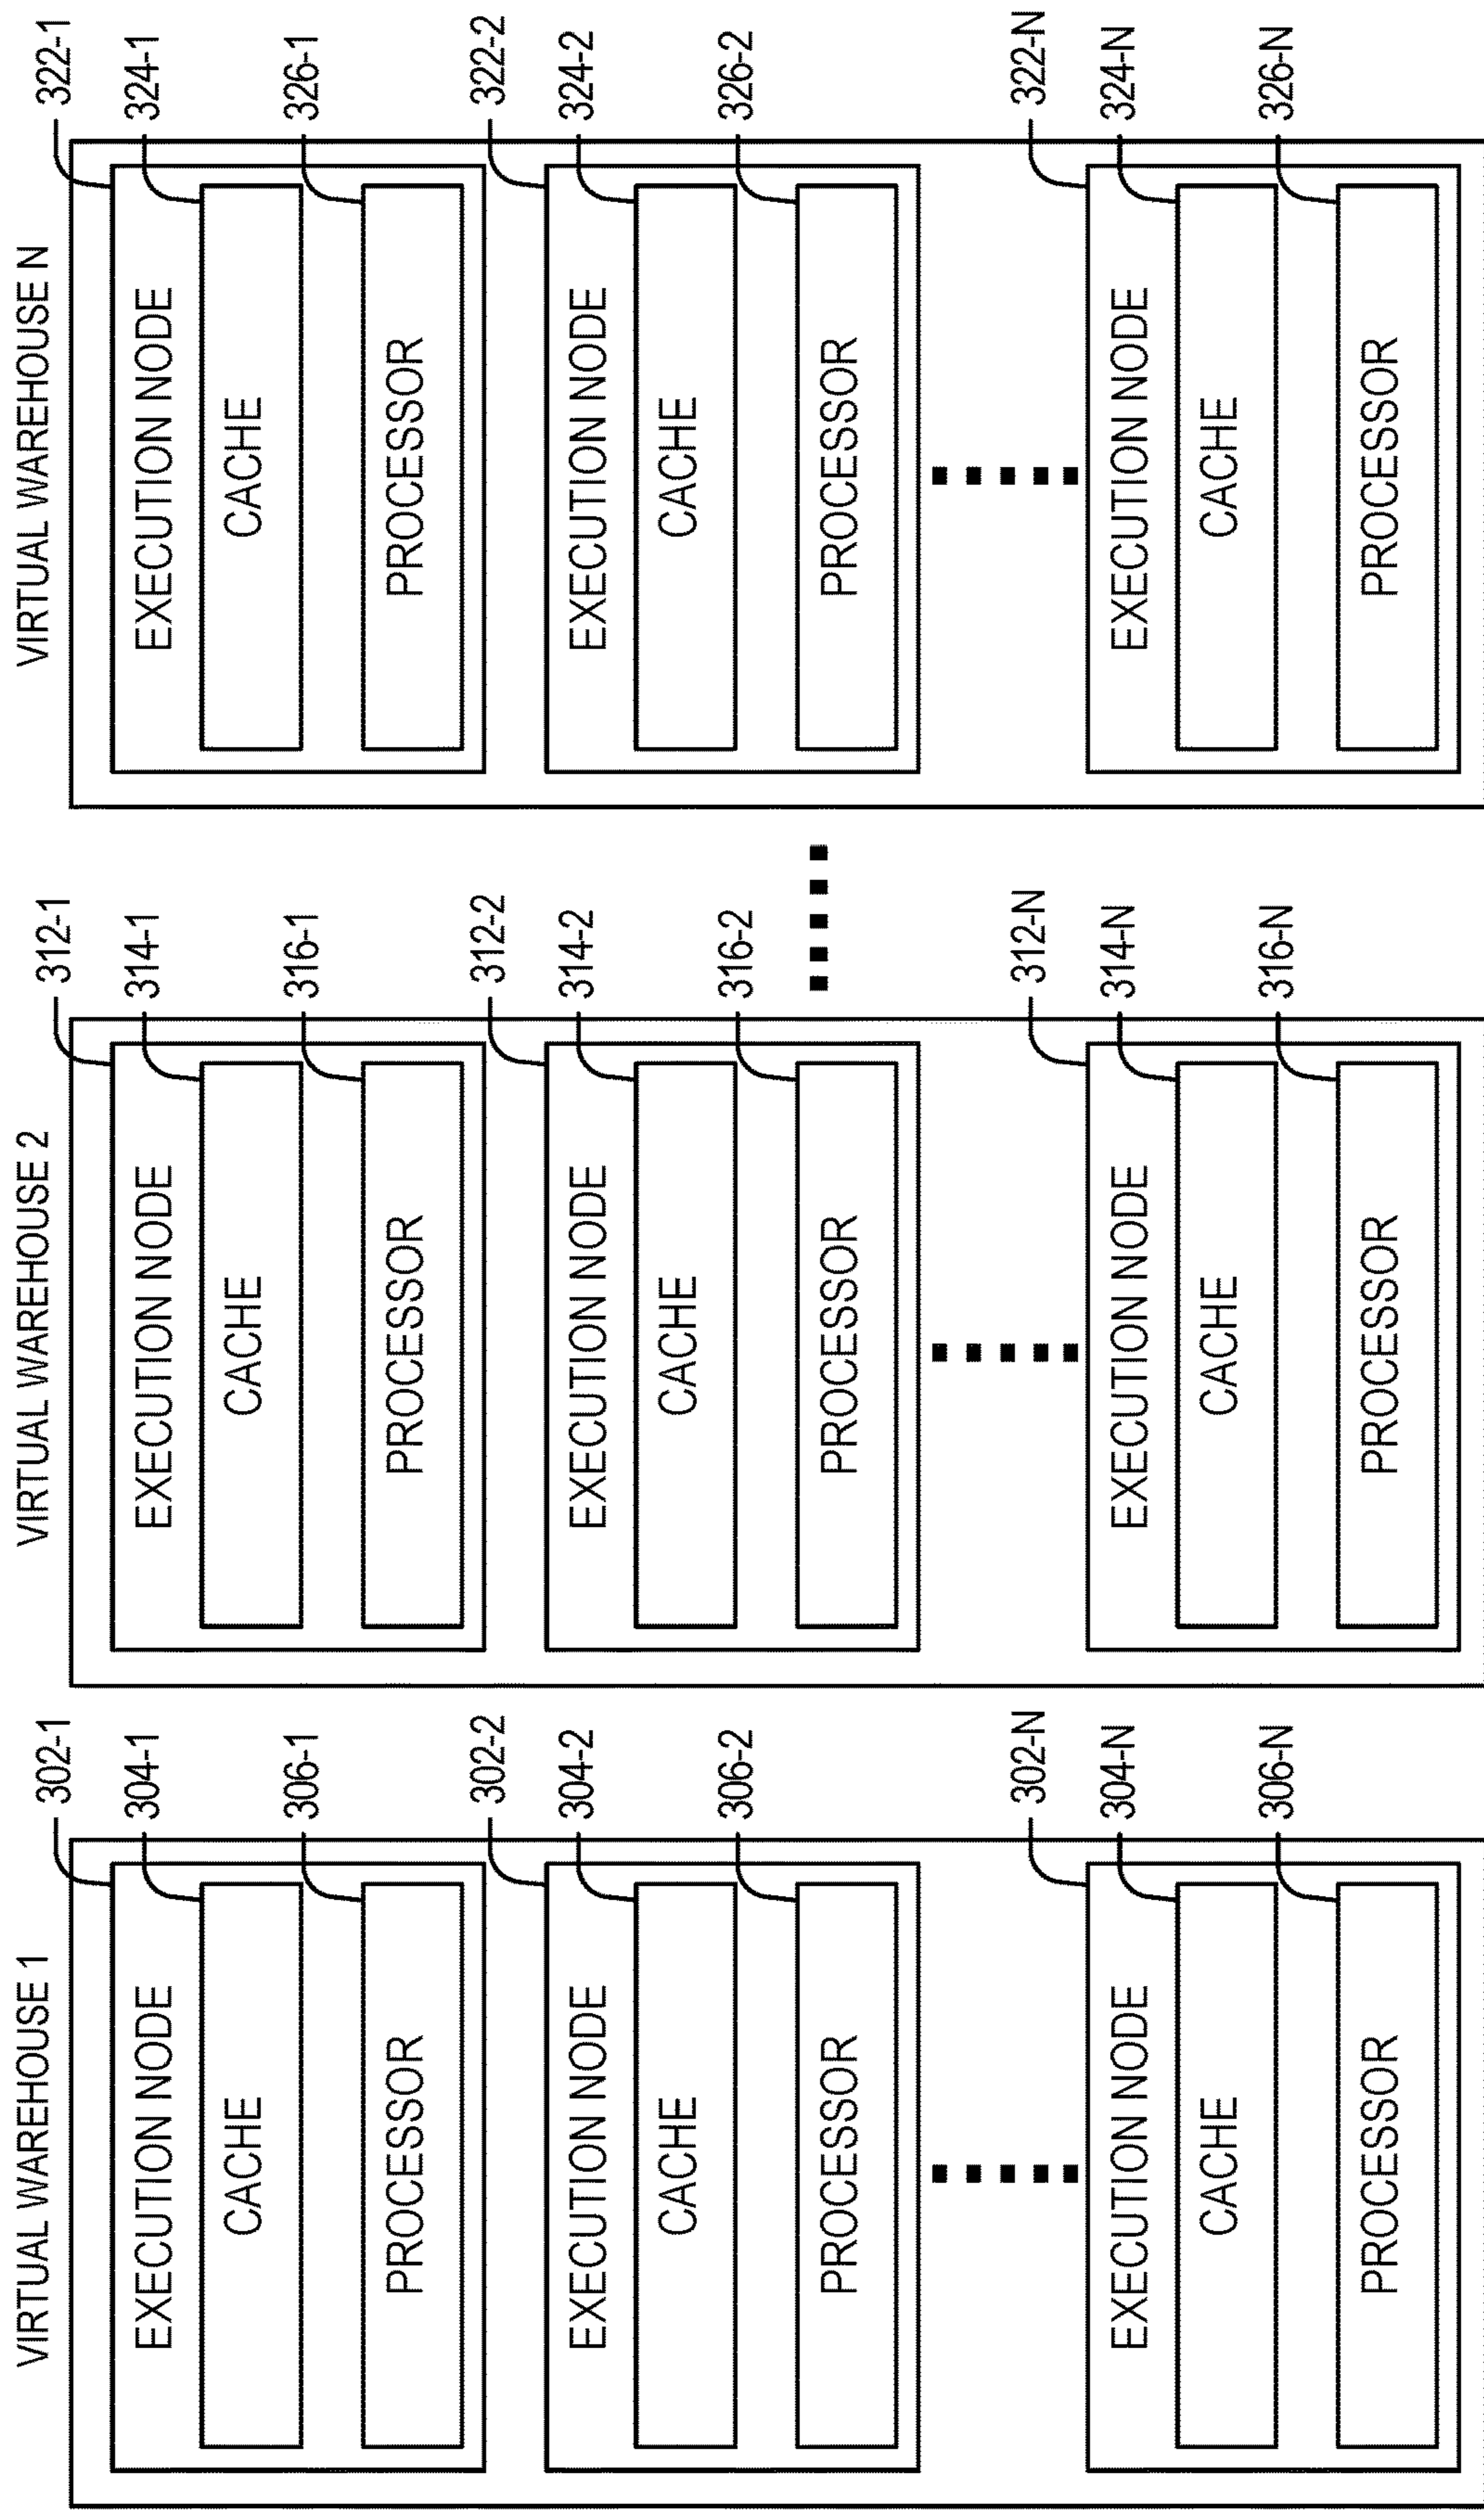 VIRTUAL WAREHOUSE 1
302-1
EXECUTION NODE
304-1
CACHE
306-1
PROCESSOR
302-2
EXECUTION NODE
304-2
CACHE
306-2
PROCESSOR
302-N
EXECUTION NODE
304-N
CACHE
306-N
PROCESSOR
VIRTUAL WAREHOUSE 2
312-1
EXECUTION NODE
314-1
CACHE
316-1
PROCESSOR
312-2
EXECUTION NODE
314-2
CACHE
316-2
PROCESSOR
312-N
EXECUTION NODE
314-N
CACHE
316-N
PROCESSOR
VIRTUAL WAREHOUSE N
322-1
EXECUTION NODE
324-1
CACHE
326-1
PROCESSOR
322-2
EXECUTION NODE
324-2
CACHE
326-2
PROCESSOR
322-N
EXECUTION NODE
324-N
CACHE
326-N
PROCESSOR